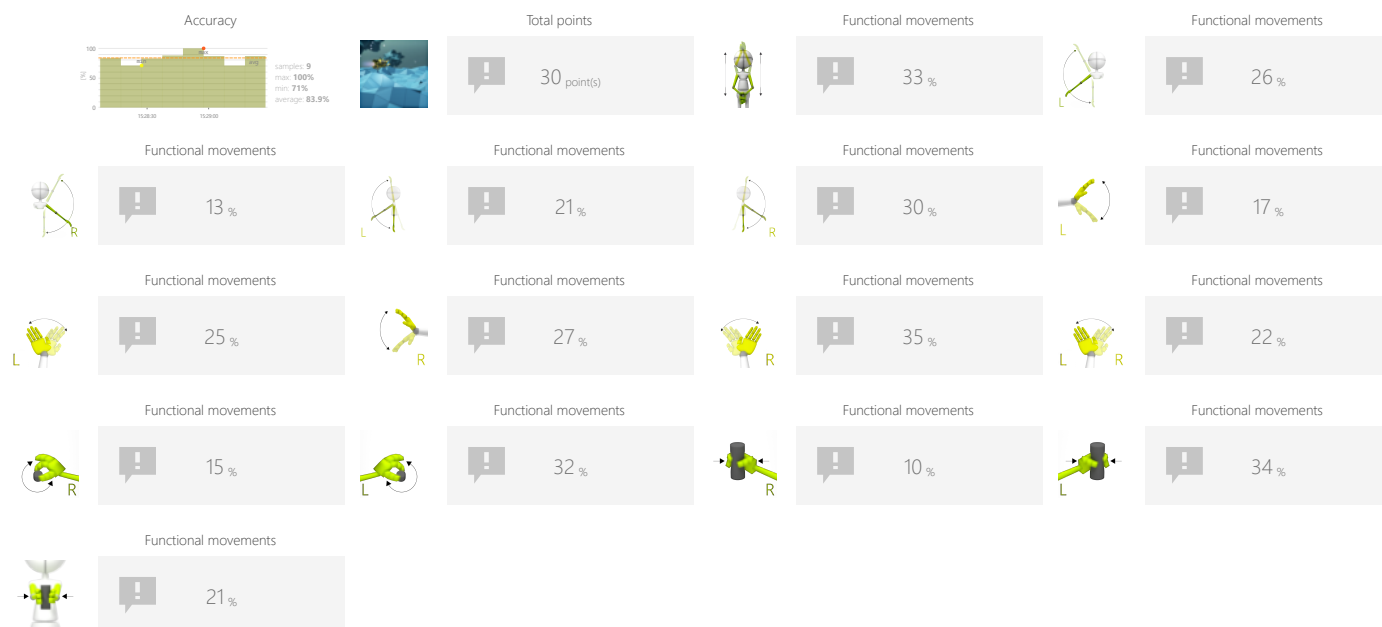 Accuracy
Total points
Functional movements
Functional movements
100
50
0
[%]
min
max
avg
15:28:30
15:29:00
samples: 9
max: 100%
min: 71%
average: 83.9%
30 point(s)
33 %
L
26 %
Functional movements
Functional movements
Functional movements
Functional movements
R
13 %
L
21 %
R
30 %
L
17 %
Functional movements
Functional movements
Functional movements
Functional movements
L
25 %
R
27 %
R
35 %
L
R
22 %
Functional movements
Functional movements
Functional movements
Functional movements
R
15 %
L
32 %
R
10 %
L
34 %
Functional movements
21 %